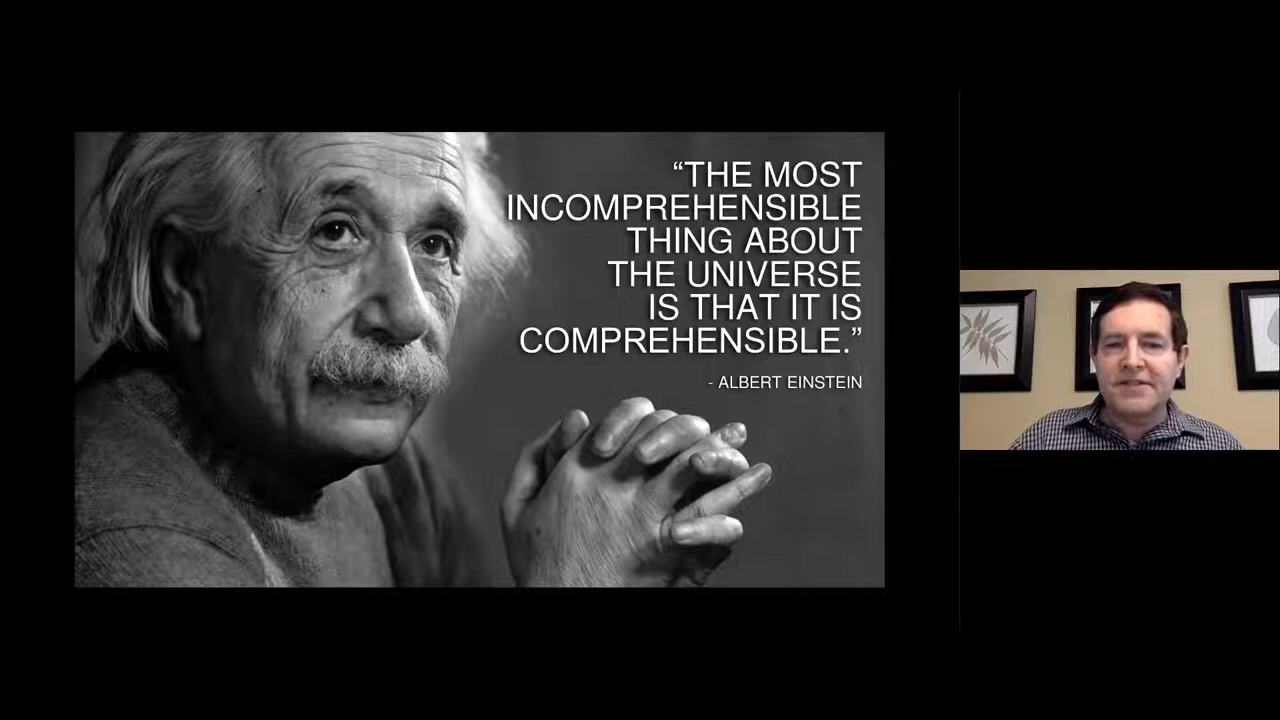 “THE MOST
INCOMPREHENSIBLE
THING ABOUT
THE UNIVERSE
IS THAT IT IS
COMPREHENSIBLE.”
- ALBERT EINSTEIN